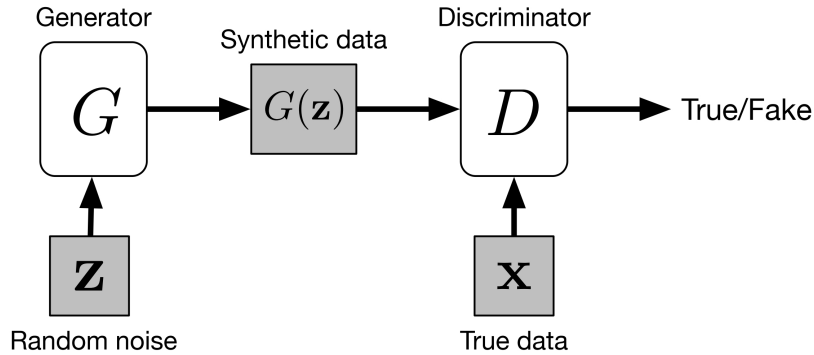 Generator
Discriminator
Synthetic data
G
G(z)
D
True/Fake
z
x
Random noise
True data